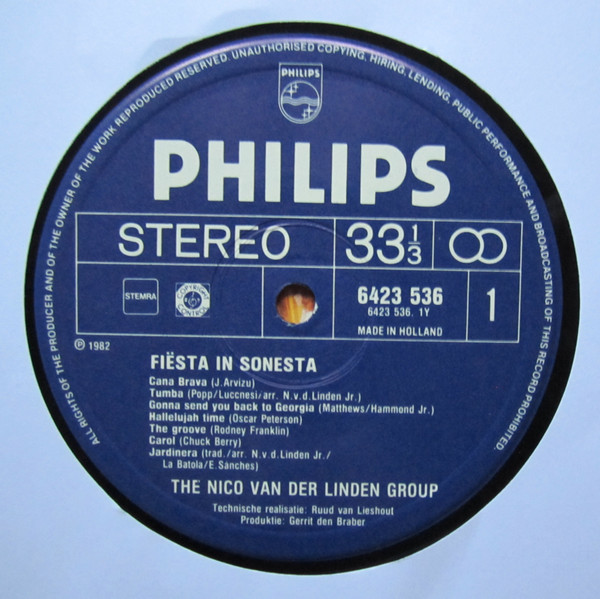 ALL RIGHTS OF THE PRODUCER AND OF THE OWNER OF THE WORK REPRODUCED RESERVED. UNAUTHORISED COPYING, HIRING, LENDING, PUBLIC PERFORMANCE AND BROADCASTING OF THIS RECORD PROHIBITED.
PHILIPS
PHILIPS
STEREO
33 1/3
STEMRA
COPYRIGHT CONTROL
6423 536
6423 536. 1Y
MADE IN HOLLAND
1
Ⓟ 1982
FIËSTA IN SONESTA
Cana Brava (J.Arvizu)
Tumba (Popp/Luccnesi/arr. N.v.d.Linden Jr.)
Gonna send you back to Georgia (Matthews/Hammond Jr.)
Hallelujah time (Oscar Peterson)
The groove (Rodney Franklin)
Carol (Chuck Berry)
Jardinera (trad./arr. N.v.d.Linden Jr./
La Batola/E.Sanches)
THE NICO VAN DER LINDEN GROUP
Technische realisatie: Ruud van Lieshout
Produktie: Gerrit den Braber